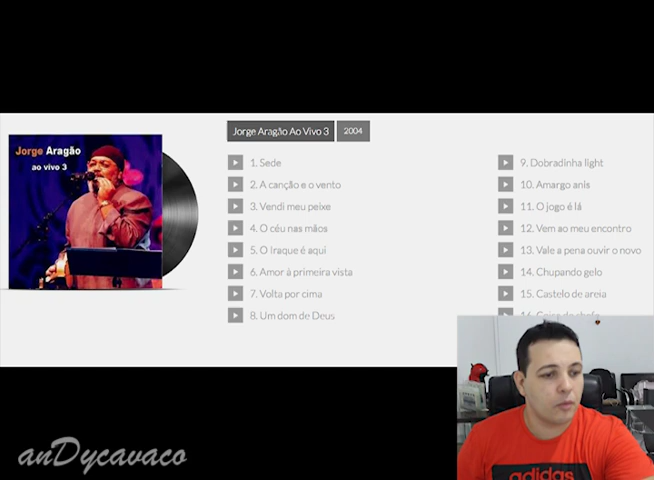 Jorge Aragão Ao Vivo 3
2004
Jorge Aragão
ao vivo 3
1. Sede
2. A canção e o vento
3. Vendi meu peixe
4. O céu nas mãos
5. O Iraque é aqui
6. Amor à primeira vista
7. Volta por cima
8. Um dom de Deus
9. Dobradinha light
10. Amargo anis
11. O jogo é lá
12. Vem ao meu encontro
13. Vale a pena ouvir o novo
14. Chupando gelo
15. Castelo de areia
anDycavaco
adidas